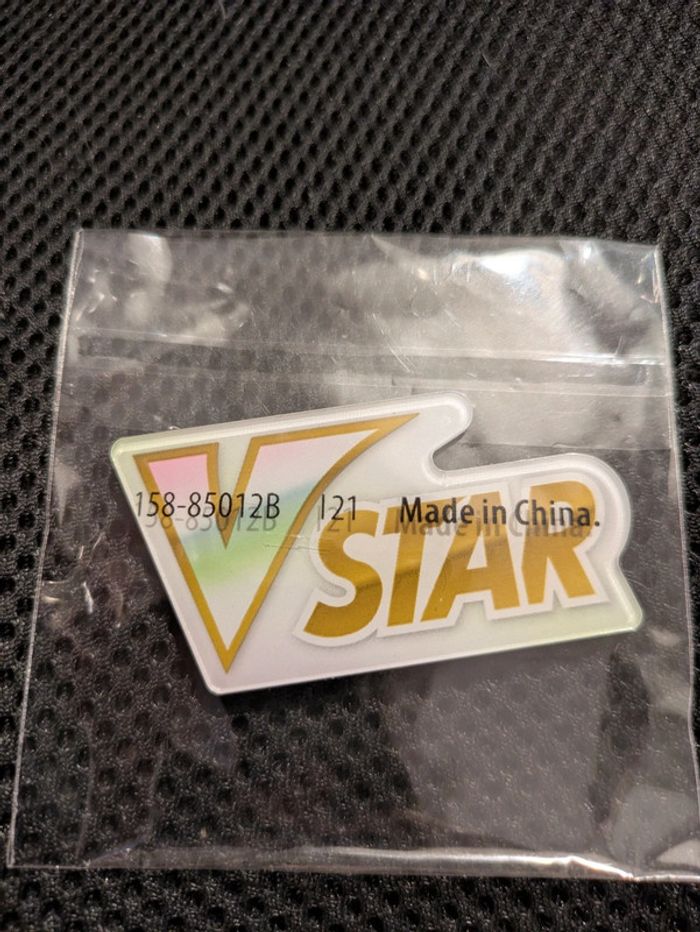 158-85012B I21 Made in China.
VSTAR